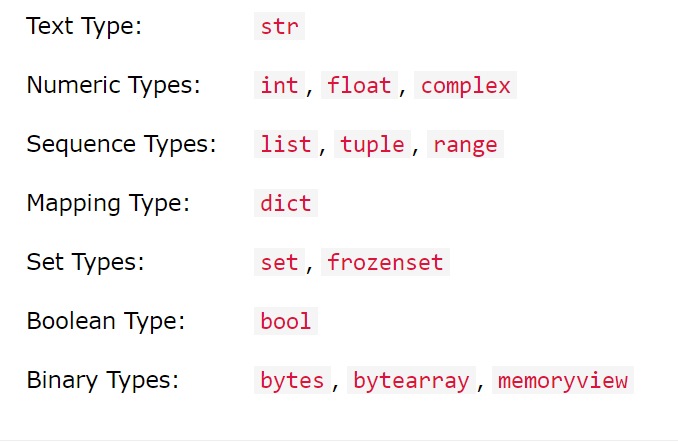 Text Type: str
Numeric Types: int, float, complex
Sequence Types: list, tuple, range
Mapping Type: dict
Set Types: set, frozenset
Boolean Type: bool
Binary Types: bytes, bytearray, memoryview